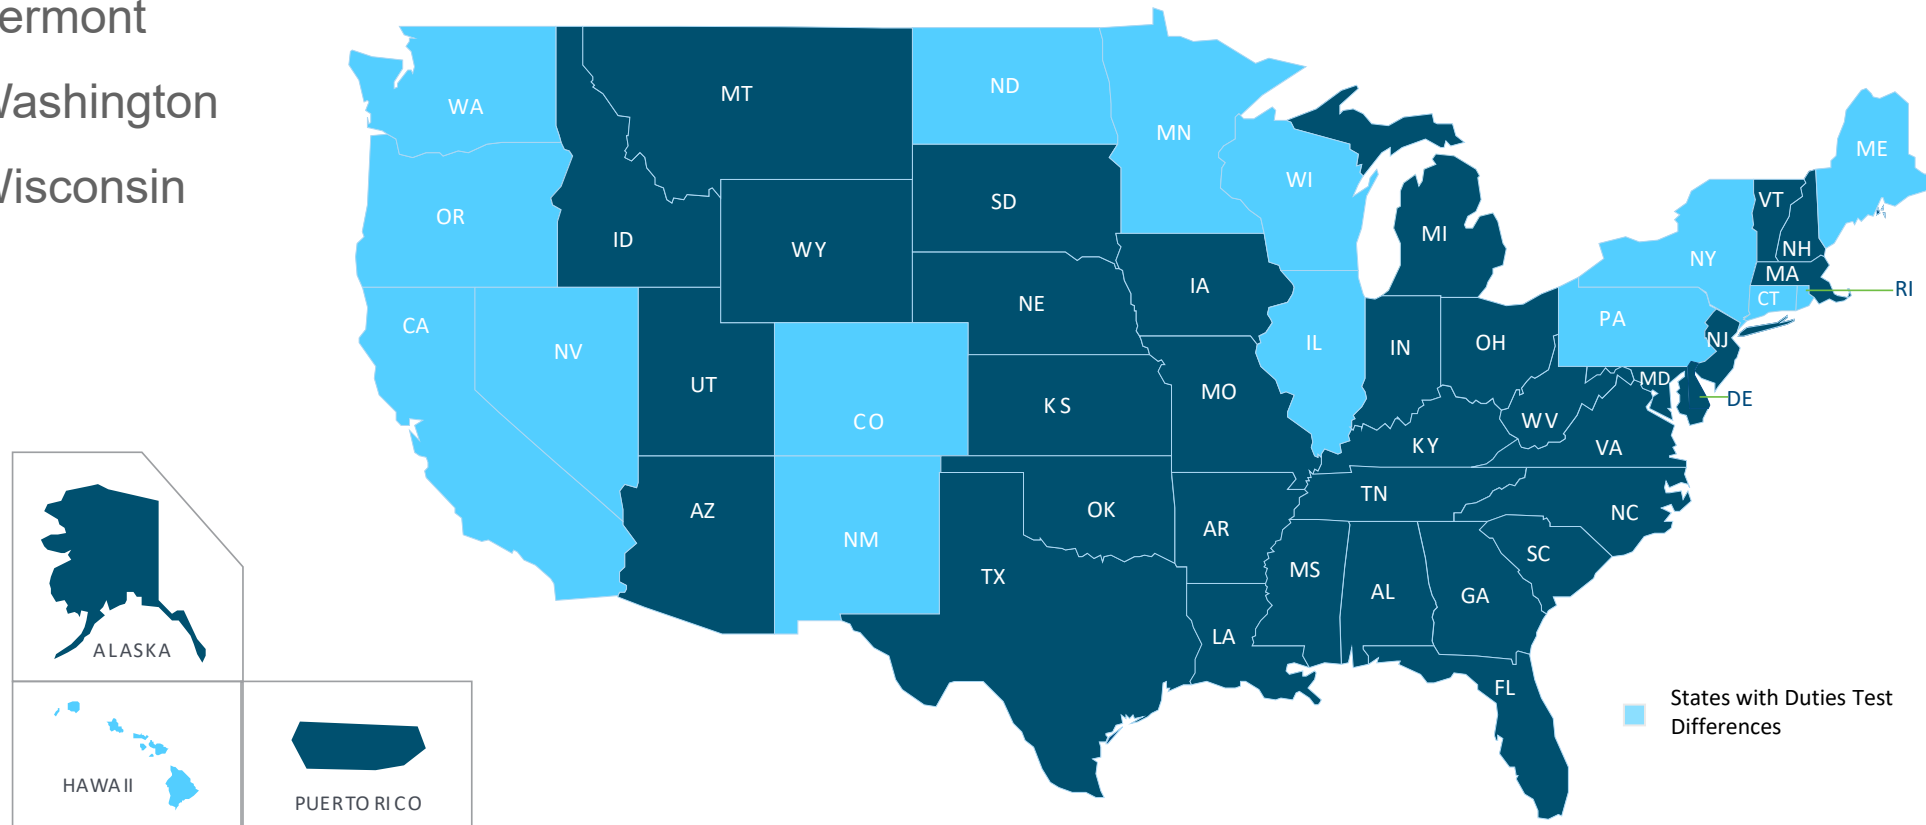 ermont
Washington
Wisconsin
WA
MT
ND
MN
ME
OR
ID
WY
SD
WI
MI
VT
NH
NY
MA
RI
CT
CA
NV
UT
CO
NE
IA
IL
IN
OH
PA
NJ
MD
DE
KS
MO
KY
WV
VA
AZ
NM
OK
AR
TN
NC
SC
TX
LA
MS
AL
GA
FL
ALASKA
HAWAII
PUERTO RICO
States with Duties Test
Differences